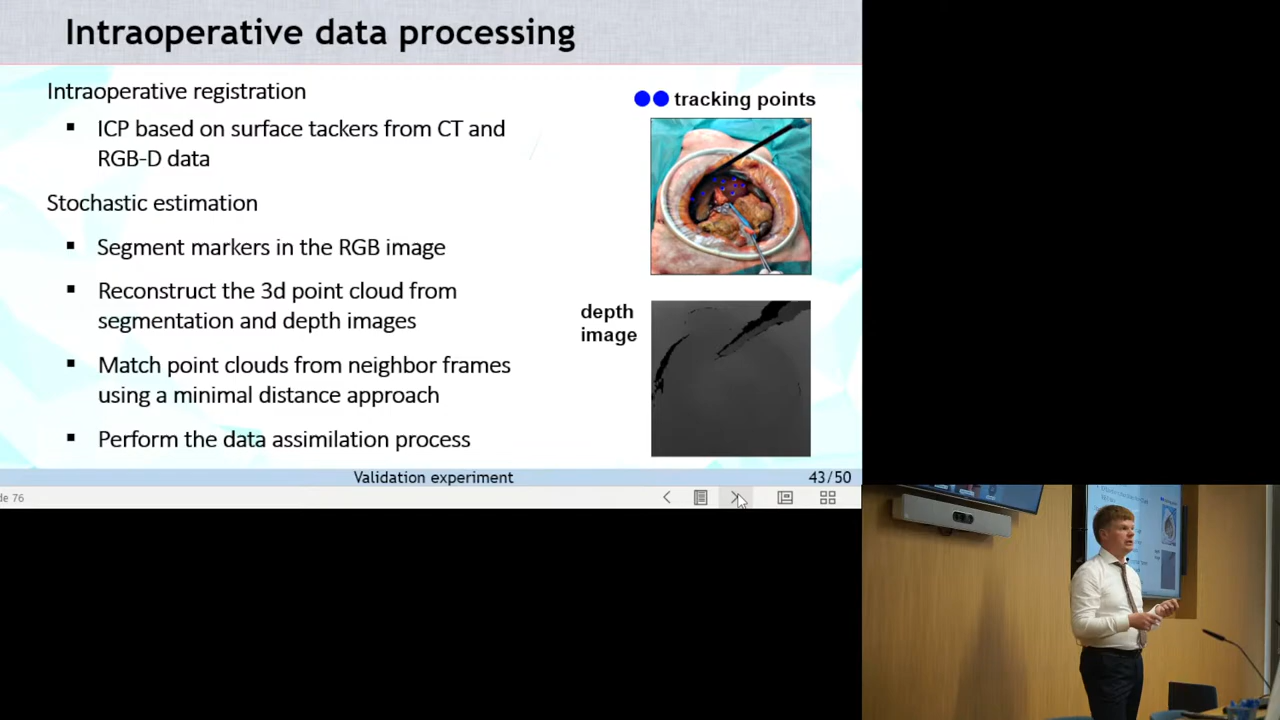 Intraoperative data processing
Intraoperative registration
▪ ICP based on surface tackers from CT and
RGB-D data
Stochastic estimation
▪ Segment markers in the RGB image
▪ Reconstruct the 3d point cloud from
segmentation and depth images
▪ Match point clouds from neighbor frames
using a minimal distance approach
▪ Perform the data assimilation process
tracking points
depth
image
Validation experiment
43/50
de 76